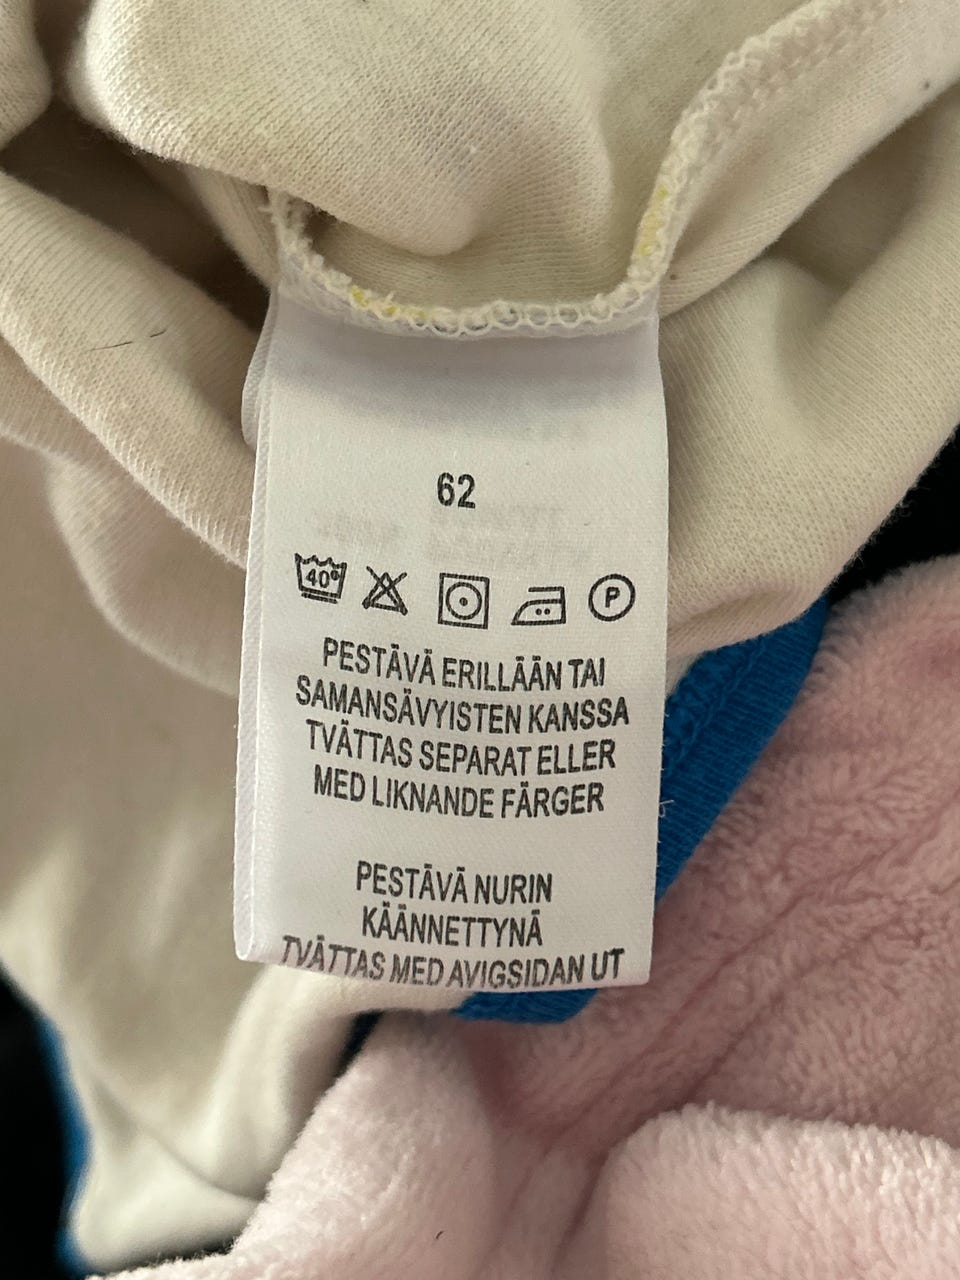 62
40° P
PESTÄVÄ ERILLÄÄN TAI
SAMANSÄVYISTEN KANSSA
TVÄTTAS SEPARAT ELLER
MED LIKNANDE FÄRGER
PESTÄVÄ NURIN
KÄÄNNETTYNÄ
TVÄTTAS MED AVIGSIDAN UT